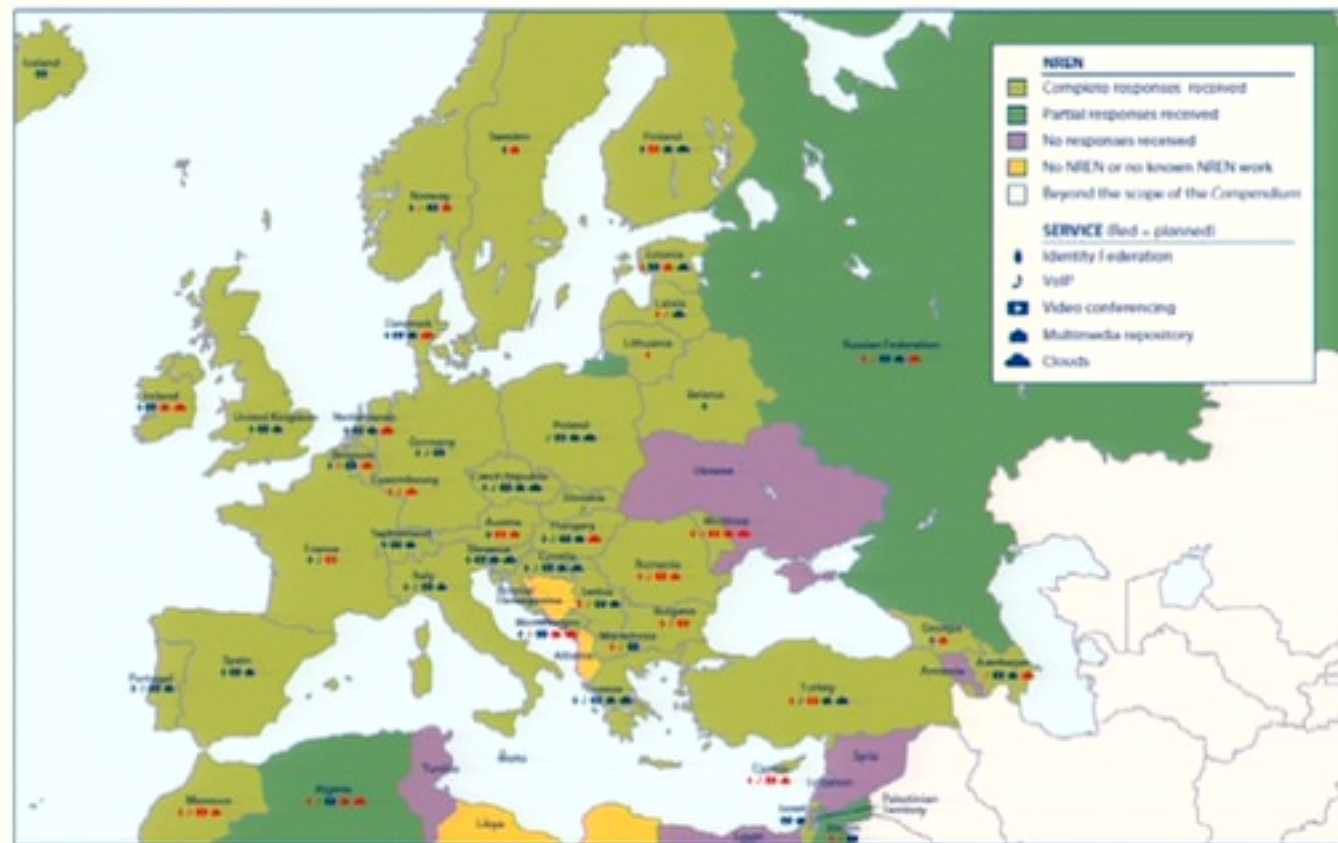 NREN
Complete responses received
Partial responses received
No responses received
No NREN or no known NREN work
Beyond the scope of the Compendium
SERVICE (Red = planned)
Identity Federation
VoIP
Video conferencing
Multimedia repository
Clouds
Iceland
Sweden
Finland
Norway
Estonia
Latvia
Denmark
Lithuania
Russian Federation
Ireland
United Kingdom
Netherlands
Belarus
Poland
Germany
Belgium
Ukraine
Luxembourg
Czech Republic
Slovakia
Austria
Hungary
Moldova
Switzerland
France
Slovenia
Croatia
Romania
Italy
Serbia
Bulgaria
Montenegro
Macedonia
Georgia
Albania
Armenia
Azerbaijan
Portugal
Spain
Greece
Turkey
Malta
Tunisia
Cyprus
Syria
Lebanon
Algeria
Morocco
Israel
Palestinian
Territory
Libya
Egypt